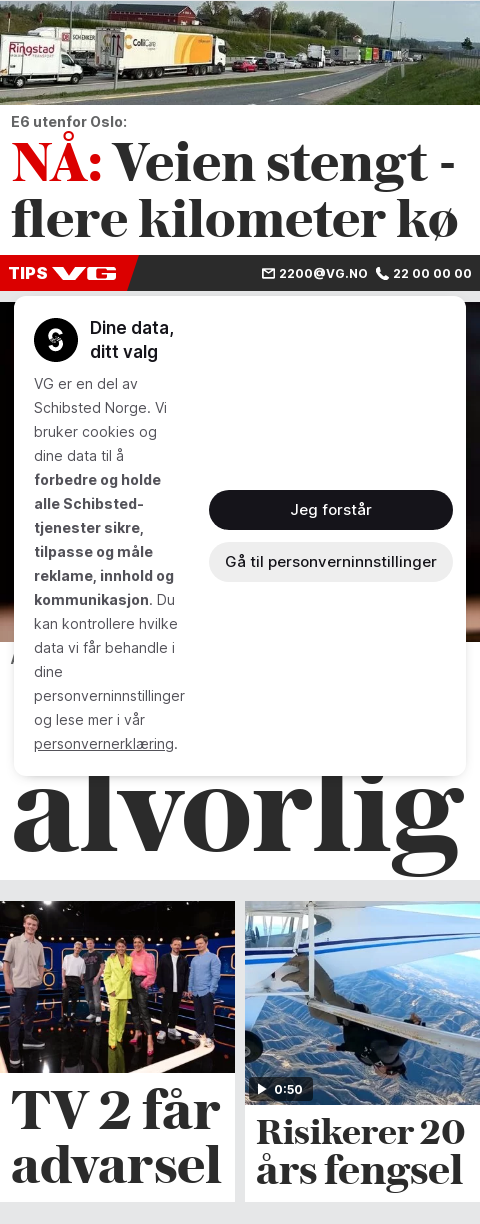 Ringstad
SCHENKER
ColliCare
E6 utenfor Oslo:
NÅ: Veien stengt -
flere kilometer kø
TIPS VG
2200@VG.NO 22 00 00 00
Dine data,
ditt valg
VG er en del av
Schibsted Norge. Vi
bruker cookies og
dine data til å
forbedre og holde
alle Schibsted-
tjenester sikre,
tilpasse og måle
reklame, innhold og
kommunikasjon. Du
kan kontrollere hvilke
data vi får behandle i
dine
personverninnstillinger
og lese mer i vår
personvernerklæring.
Jeg forstår
Gå til personverninnstillinger
alvorlig
TV 2 får
advarsel
0:50
Risikerer 20
års fengsel